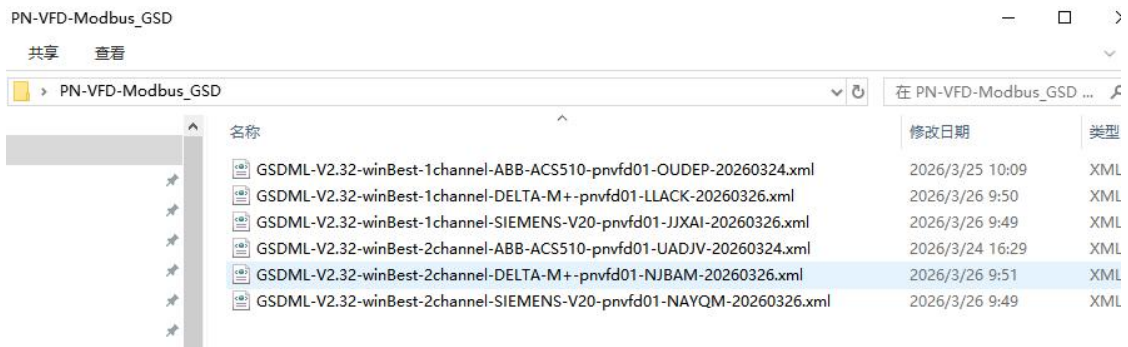 PN-VFD-Modbus_GSD
共享 查看
PN-VFD-Modbus_GSD 在 PN-VFD-Modbus_GSD ...
名称 修改日期 类型
GSDML-V2.32-winBest-1channel-ABB-ACS510-pnvfd01-OUDEP-20260324.xml 2026/3/25 10:09 XML
GSDML-V2.32-winBest-1channel-DELTA-M+-pnvfd01-LLACK-20260326.xml 2026/3/26 9:50 XML
GSDML-V2.32-winBest-1channel-SIEMENS-V20-pnvfd01-JJXAI-20260326.xml 2026/3/26 9:49 XML
GSDML-V2.32-winBest-2channel-ABB-ACS510-pnvfd01-UADJV-20260324.xml 2026/3/24 16:29 XML
GSDML-V2.32-winBest-2channel-DELTA-M+-pnvfd01-NJBAM-20260326.xml 2026/3/26 9:51 XML
GSDML-V2.32-winBest-2channel-SIEMENS-V20-pnvfd01-NAYQM-20260326.xml 2026/3/26 9:49 XML